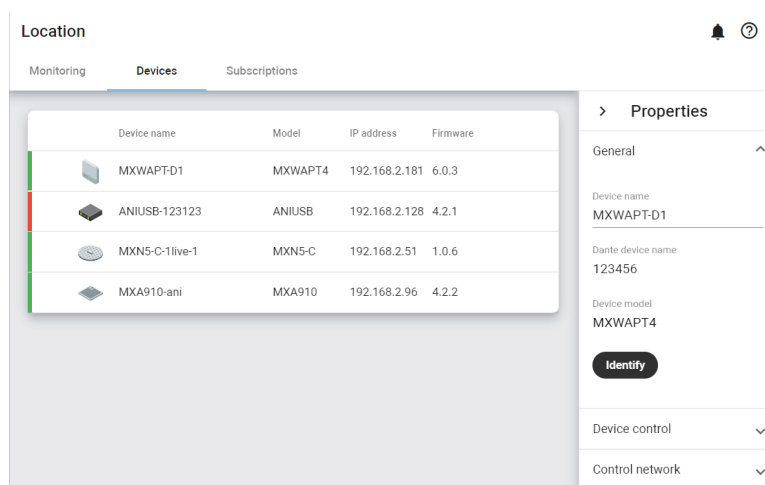 Location
Monitoring Devices Subscriptions
Device name Model IP address Firmware
MXWAPT-D1 MXWAPT4 192.168.2.181 6.0.3
ANIUSB-123123 ANIUSB 192.168.2.128 4.2.1
MXN5-C-1live-1 MXN5-C 192.168.2.51 1.0.6
MXA910-ani MXA910 192.168.2.96 4.2.2
Properties
General
Device name
MXWAPT-D1
Dante device name
123456
Device model
MXWAPT4
Identify
Device control
Control network